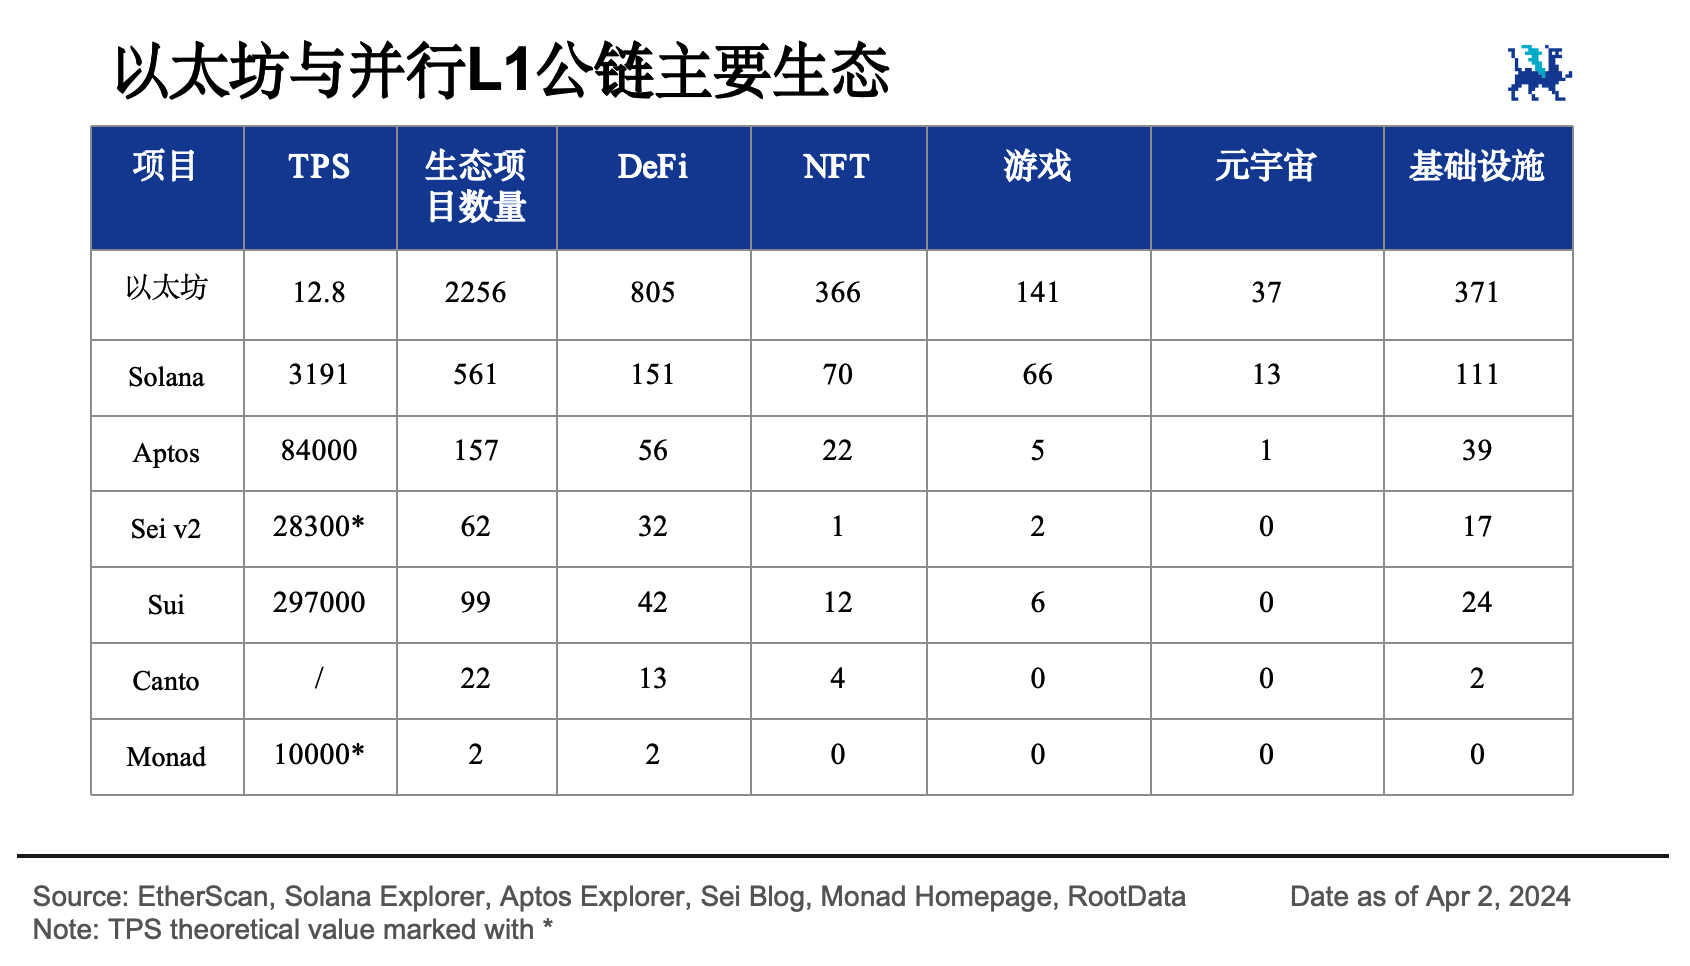 以太坊与并行L1公链主要生态
项目 TPS 生态项目数量 DeFi NFT 游戏 元宇宙 基础设施
以太坊 12.8 2256 805 366 141 37 371
Solana 3191 561 151 70 66 13 111
Aptos 84000 157 56 22 5 1 39
Sei v2 28300* 62 32 1 2 0 17
Sui 297000 99 42 12 6 0 24
Canto / 22 13 4 0 0 2
Monad 10000* 2 2 0 0 0 0
Source: EtherScan, Solana Explorer, Aptos Explorer, Sei Blog, Monad Homepage, RootData Date as of Apr 2, 2024
Note: TPS theoretical value marked with *